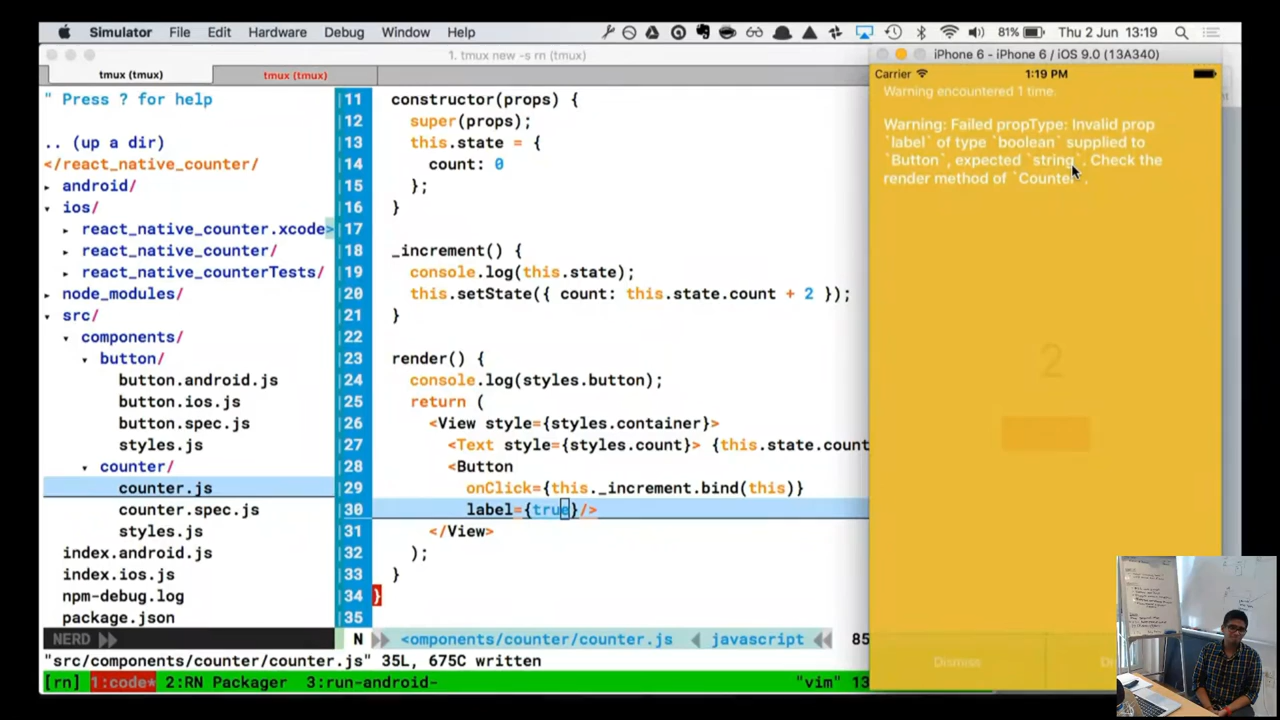 Simulator File Edit Hardware Debug Window Help 81% Thu 2 Jun 13:19
1. tmux new -s rn (tmux)
tmux (tmux) tmux (tmux)
" Press ? for help
.. (up a dir)
</react_native_counter/
▸ android/
▾ ios/
▸ react_native_counter.xcode>
▸ react_native_counter/
▸ react_native_counterTests/
▸ node_modules/
▾ src/
▾ components/
▾ button/
button.android.js
button.ios.js
button.spec.js
styles.js
▾ counter/
counter.js
counter.spec.js
styles.js
index.android.js
index.ios.js
npm-debug.log
package.json
11 constructor(props) {
12 super(props);
13 this.state = {
14 count: 0
15 };
16 }
17
18 _increment() {
19 console.log(this.state);
20 this.setState({ count: this.state.count + 2 });
21 }
22
23 render() {
24 console.log(styles.button);
25 return (
26 <View style={styles.container}>
27 <Text style={styles.count}> {this.state.count
28 <Button
29 onClick={this._increment.bind(this)}
30 label={true}/>
31 </View>
32 );
33 }
34 }
35
NERD N <omponents/counter/counter.js javascript 85
"src/components/counter/counter.js" 35L, 675C written
[rn] 1:code* 2:RN Packager 3:run-android- "vim" 13
iPhone 6 - iPhone 6 / iOS 9.0 (13A340)
Carrier 1:19 PM
Warning encountered 1 time.
Warning: Failed propType: Invalid prop
`label` of type `boolean` supplied to
`Button`, expected `string`. Check the
render method of `Counter`.
2
Dismiss